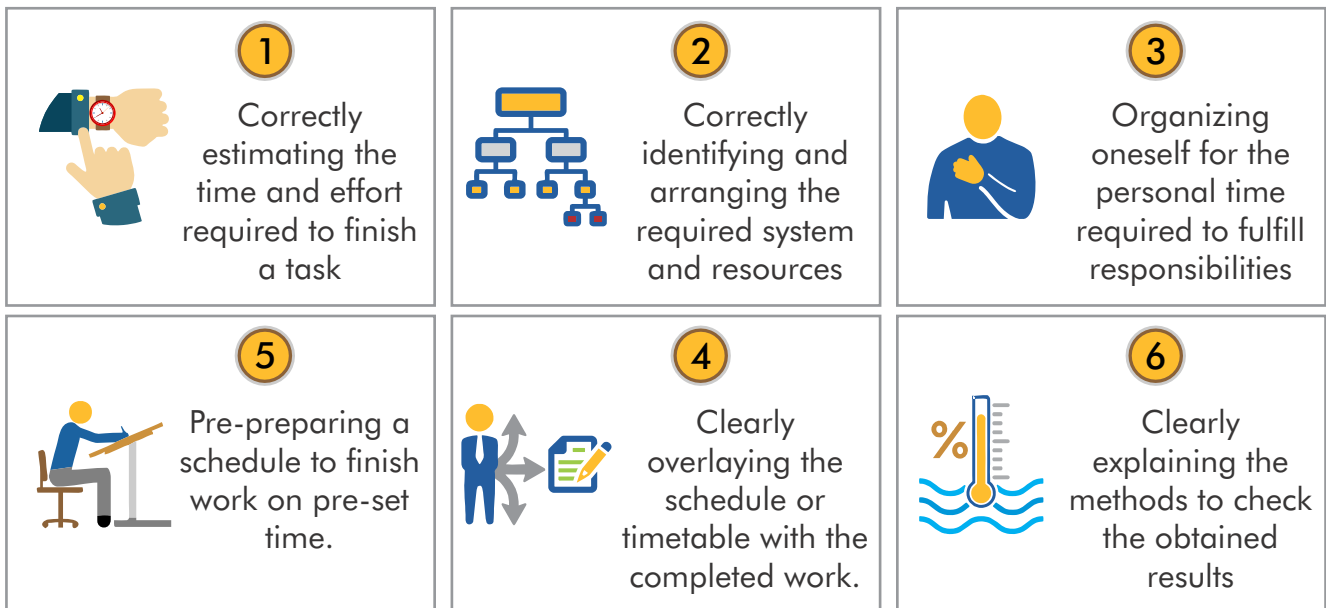 1
Correctly
estimating the
time and effort
required to finish
a task
2
Correctly
identifying and
arranging the
required system
and resources
3
Organizing
oneself for the
personal time
required to fulfill
responsibilities
5
Pre-preparing a
schedule to finish
work on pre-set
time.
4
Clearly
overlaying the
schedule or
timetable with the
completed work.
6
%
Clearly
explaining the
methods to check
the obtained
results